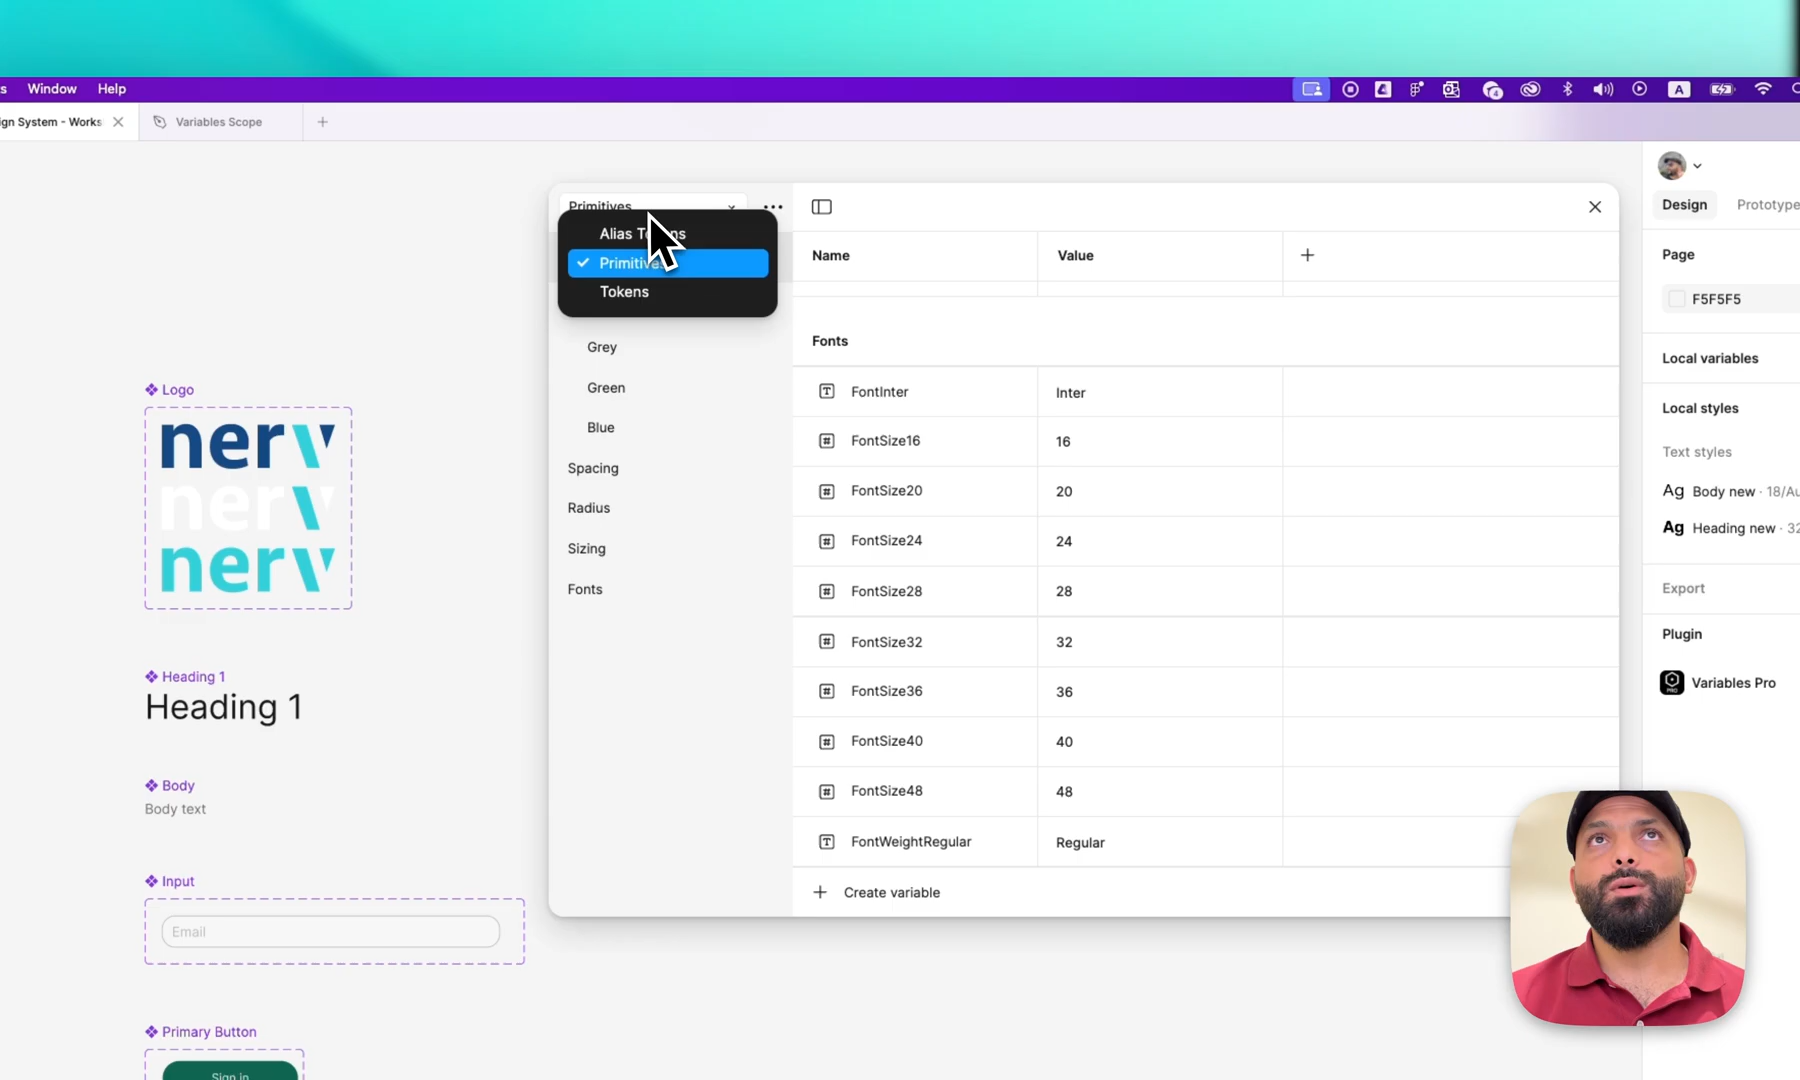 Window Help
A
ign System - Works
Variables Scope
Primitives
Alias Tokens
Primitives
Tokens
Grey
Green
Blue
Spacing
Radius
Sizing
Fonts
Name Value
Fonts
FontInter Inter
FontSize16 16
FontSize20 20
FontSize24 24
FontSize28 28
FontSize32 32
FontSize36 36
FontSize40 40
FontSize48 48
FontWeightRegular Regular
Create variable
Logo
nerv
nerv
nerv
Heading 1
Heading 1
Body
Body text
Input
Email
Primary Button
Sign in
Design Prototype
Page
F5F5F5
Local variables
Local styles
Text styles
Ag Body new · 18/Au
Ag Heading new · 32
Export
Plugin
PRO
Variables Pro